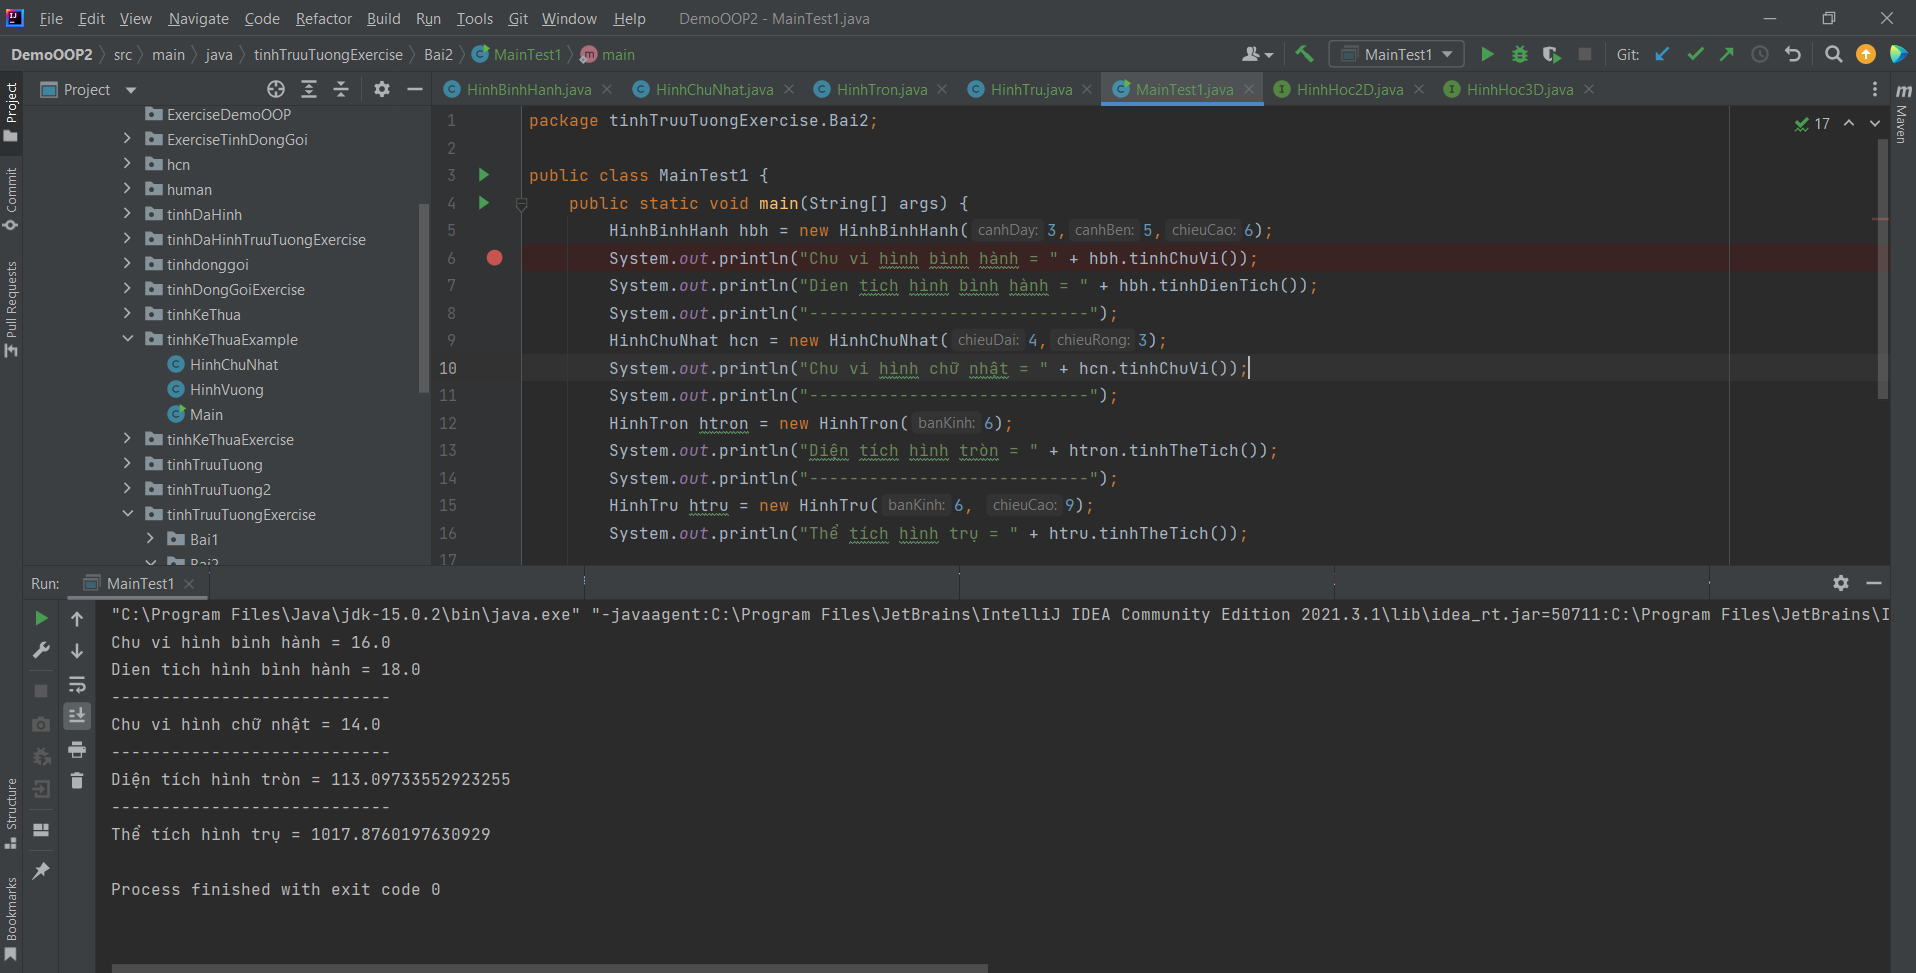 File Edit View Navigate Code Refactor Build Run Tools Git Window Help DemoOOP2 - MainTest1.java
DemoOOP2 src main java tinhTruuTuongExercise Bai2 MainTest1 main MainTest1 Git:
Project
HinhBinhHanh.java HinhChuNhat.java HinhTron.java HinhTru.java MainTest1.java HinhHoc2D.java HinhHoc3D.java
Project
Commit
Pull Requests
Structure
Bookmarks
Maven
ExerciseDemoOOP
ExerciseTinhDongGoi
hcn
human
tinhDaHinh
tinhDaHinhTruuTuongExercise
tinhdonggoi
tinhDongGoiExercise
tinhKeThua
tinhKeThuaExample
HinhChuNhat
HinhVuong
Main
tinhKeThuaExercise
tinhTruuTuong
tinhTruuTuong2
tinhTruuTuongExercise
Bai1
Bai2
17
1 package tinhTruuTuongExercise.Bai2;
2
3 public class MainTest1 {
4 public static void main(String[] args) {
5 HinhBinhHanh hbh = new HinhBinhHanh( canhDay: 3, canhBen: 5, chieuCao: 6);
6 System.out.println("Chu vi hình bình hành = " + hbh.tinhChuVi());
7 System.out.println("Dien tich hình bình hành = " + hbh.tinhDienTich());
8 System.out.println("----------------------------");
9 HinhChuNhat hcn = new HinhChuNhat( chieuDai: 4, chieuRong: 3);
10 System.out.println("Chu vi hình chữ nhật = " + hcn.tinhChuVi());
11 System.out.println("----------------------------");
12 HinhTron htron = new HinhTron( banKinh: 6);
13 System.out.println("Diện tích hình tròn = " + htron.tinhTheTich());
14 System.out.println("----------------------------");
15 HinhTru htru = new HinhTru( banKinh: 6, chieuCao: 9);
16 System.out.println("Thể tích hình trụ = " + htru.tinhTheTich());
17
Run: MainTest1
"C:\Program Files\Java\jdk-15.0.2\bin\java.exe" "-javaagent:C:\Program Files\JetBrains\IntelliJ IDEA Community Edition 2021.3.1\lib\idea_rt.jar=50711:C:\Program Files\JetBrains\I
Chu vi hình bình hành = 16.0
Dien tich hình bình hành = 18.0
----------------------------
Chu vi hình chữ nhật = 14.0
----------------------------
Diện tích hình tròn = 113.09733552923255
----------------------------
Thể tích hình trụ = 1017.8760197630929
Process finished with exit code 0